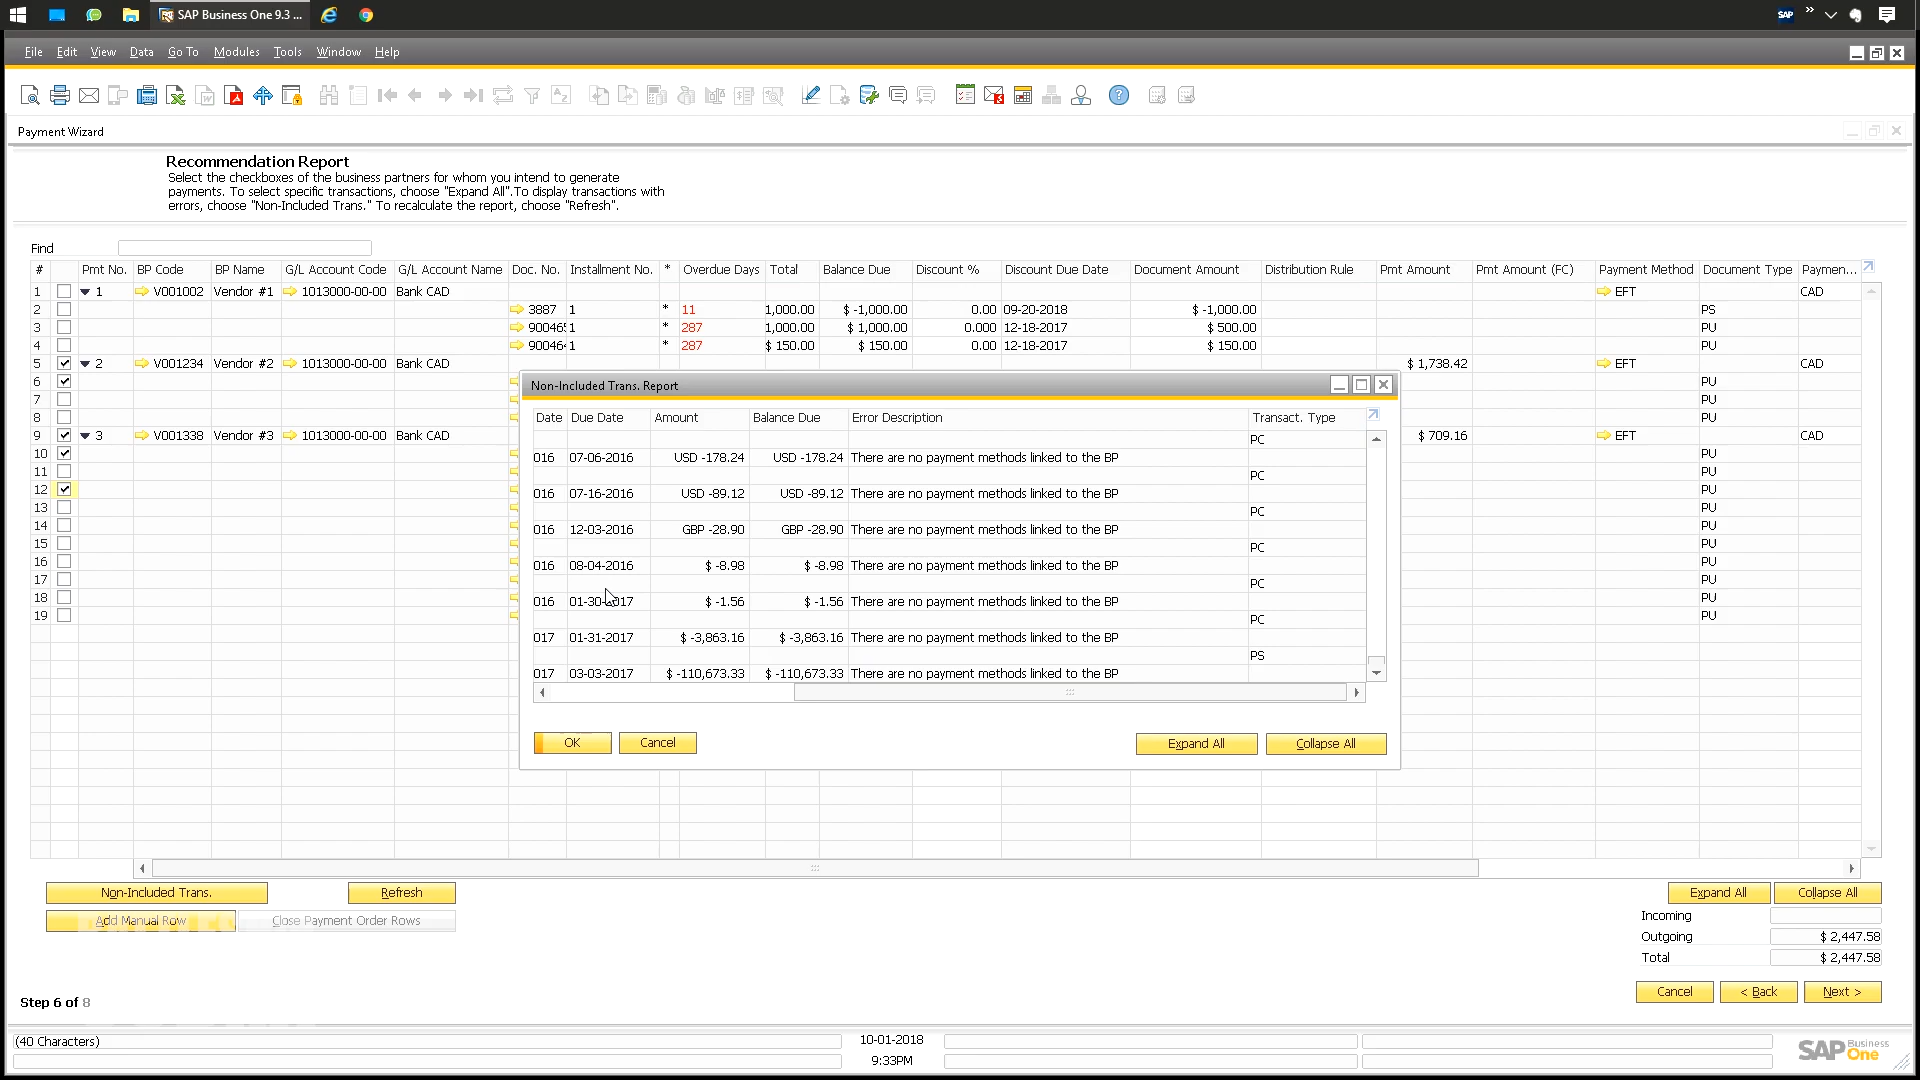 SAP Business One 9.3 ...
SAP
File Edit View Data Go To Modules Tools Window Help
Payment Wizard
Recommendation Report
Select the checkboxes of the business partners for whom you intend to generate
payments. To select specific transactions, choose "Expand All".To display transactions with
errors, choose "Non-Included Trans." To recalculate the report, choose "Refresh".
Find
# Pmt No. BP Code BP Name G/L Account Code G/L Account Name Doc. No. Installment No. * Overdue Days Total Balance Due Discount % Discount Due Date Document Amount Distribution Rule Pmt Amount Pmt Amount (FC) Payment Method Document Type Paymen...
1 1 V001002 Vendor #1 1013000-00-00 Bank CAD EFT CAD
2 3887 1 * 11 1,000.00 $ -1,000.00 0.00 09-20-2018 $ -1,000.00 PS
3 90046 1 * 287 1,000.00 $ 1,000.00 0.000 12-18-2017 $ 500.00 PU
4 90046 1 * 287 $ 150.00 $ 150.00 0.00 12-18-2017 $ 150.00 PU
5 2 V001234 Vendor #2 1013000-00-00 Bank CAD $ 1,738.42 EFT CAD
6 PU
7 PU
8 PU
9 3 V001338 Vendor #3 1013000-00-00 Bank CAD $ 709.16 EFT CAD
10 PU
11 PU
12 PU
13 PU
14 PU
15 PU
16 PU
17 PU
18 PU
19 PU
Non-Included Trans. Report
Date Due Date Amount Balance Due Error Description Transact. Type
PC
016 07-06-2016 USD -178.24 USD -178.24 There are no payment methods linked to the BP
PC
016 07-16-2016 USD -89.12 USD -89.12 There are no payment methods linked to the BP
PC
016 12-03-2016 GBP -28.90 GBP -28.90 There are no payment methods linked to the BP
PC
016 08-04-2016 $ -8.98 $ -8.98 There are no payment methods linked to the BP
PC
016 01-30-2017 $ -1.56 $ -1.56 There are no payment methods linked to the BP
PC
017 01-31-2017 $ -3,863.16 $ -3,863.16 There are no payment methods linked to the BP
PS
017 03-03-2017 $ -110,673.33 $ -110,673.33 There are no payment methods linked to the BP
OK Cancel Expand All Collapse All
Non-Included Trans. Refresh Expand All Collapse All
Add Manual Row Close Payment Order Rows
Incoming
Outgoing $ 2,447.58
Total $ 2,447.58
Cancel < Back Next >
Step 6 of 8
(40 Characters) 10-01-2018
9:33PM
SAP Business One